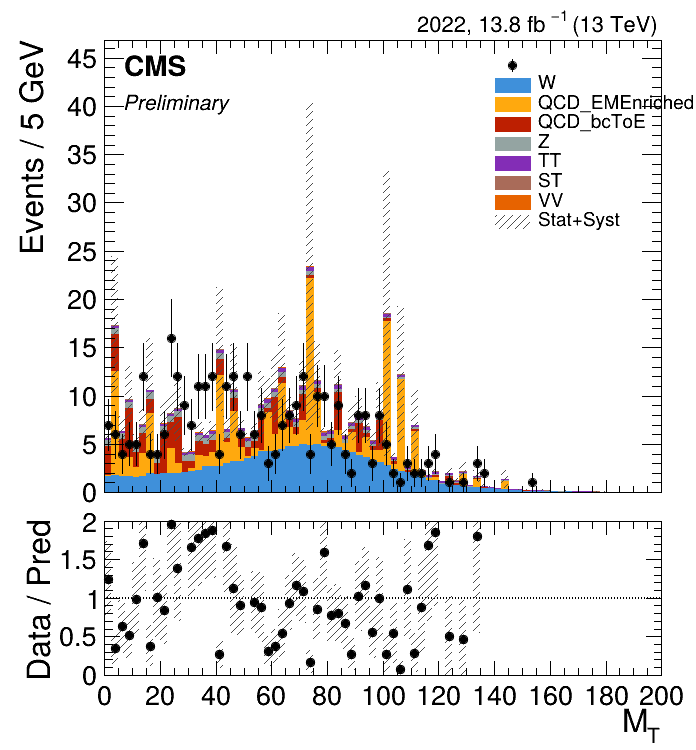 2022, 13.8 fb⁻¹ (13 TeV)
CMS
Preliminary
Events / 5 GeV
45
40
35
30
25
20
15
10
5
0
W
QCD_EMEnriched
QCD_bcToE
Z
TT
ST
VV
Stat+Syst
Data / Pred
2
1.5
1
0.5
0
0 20 40 60 80 100 120 140 160 180 200
M_T